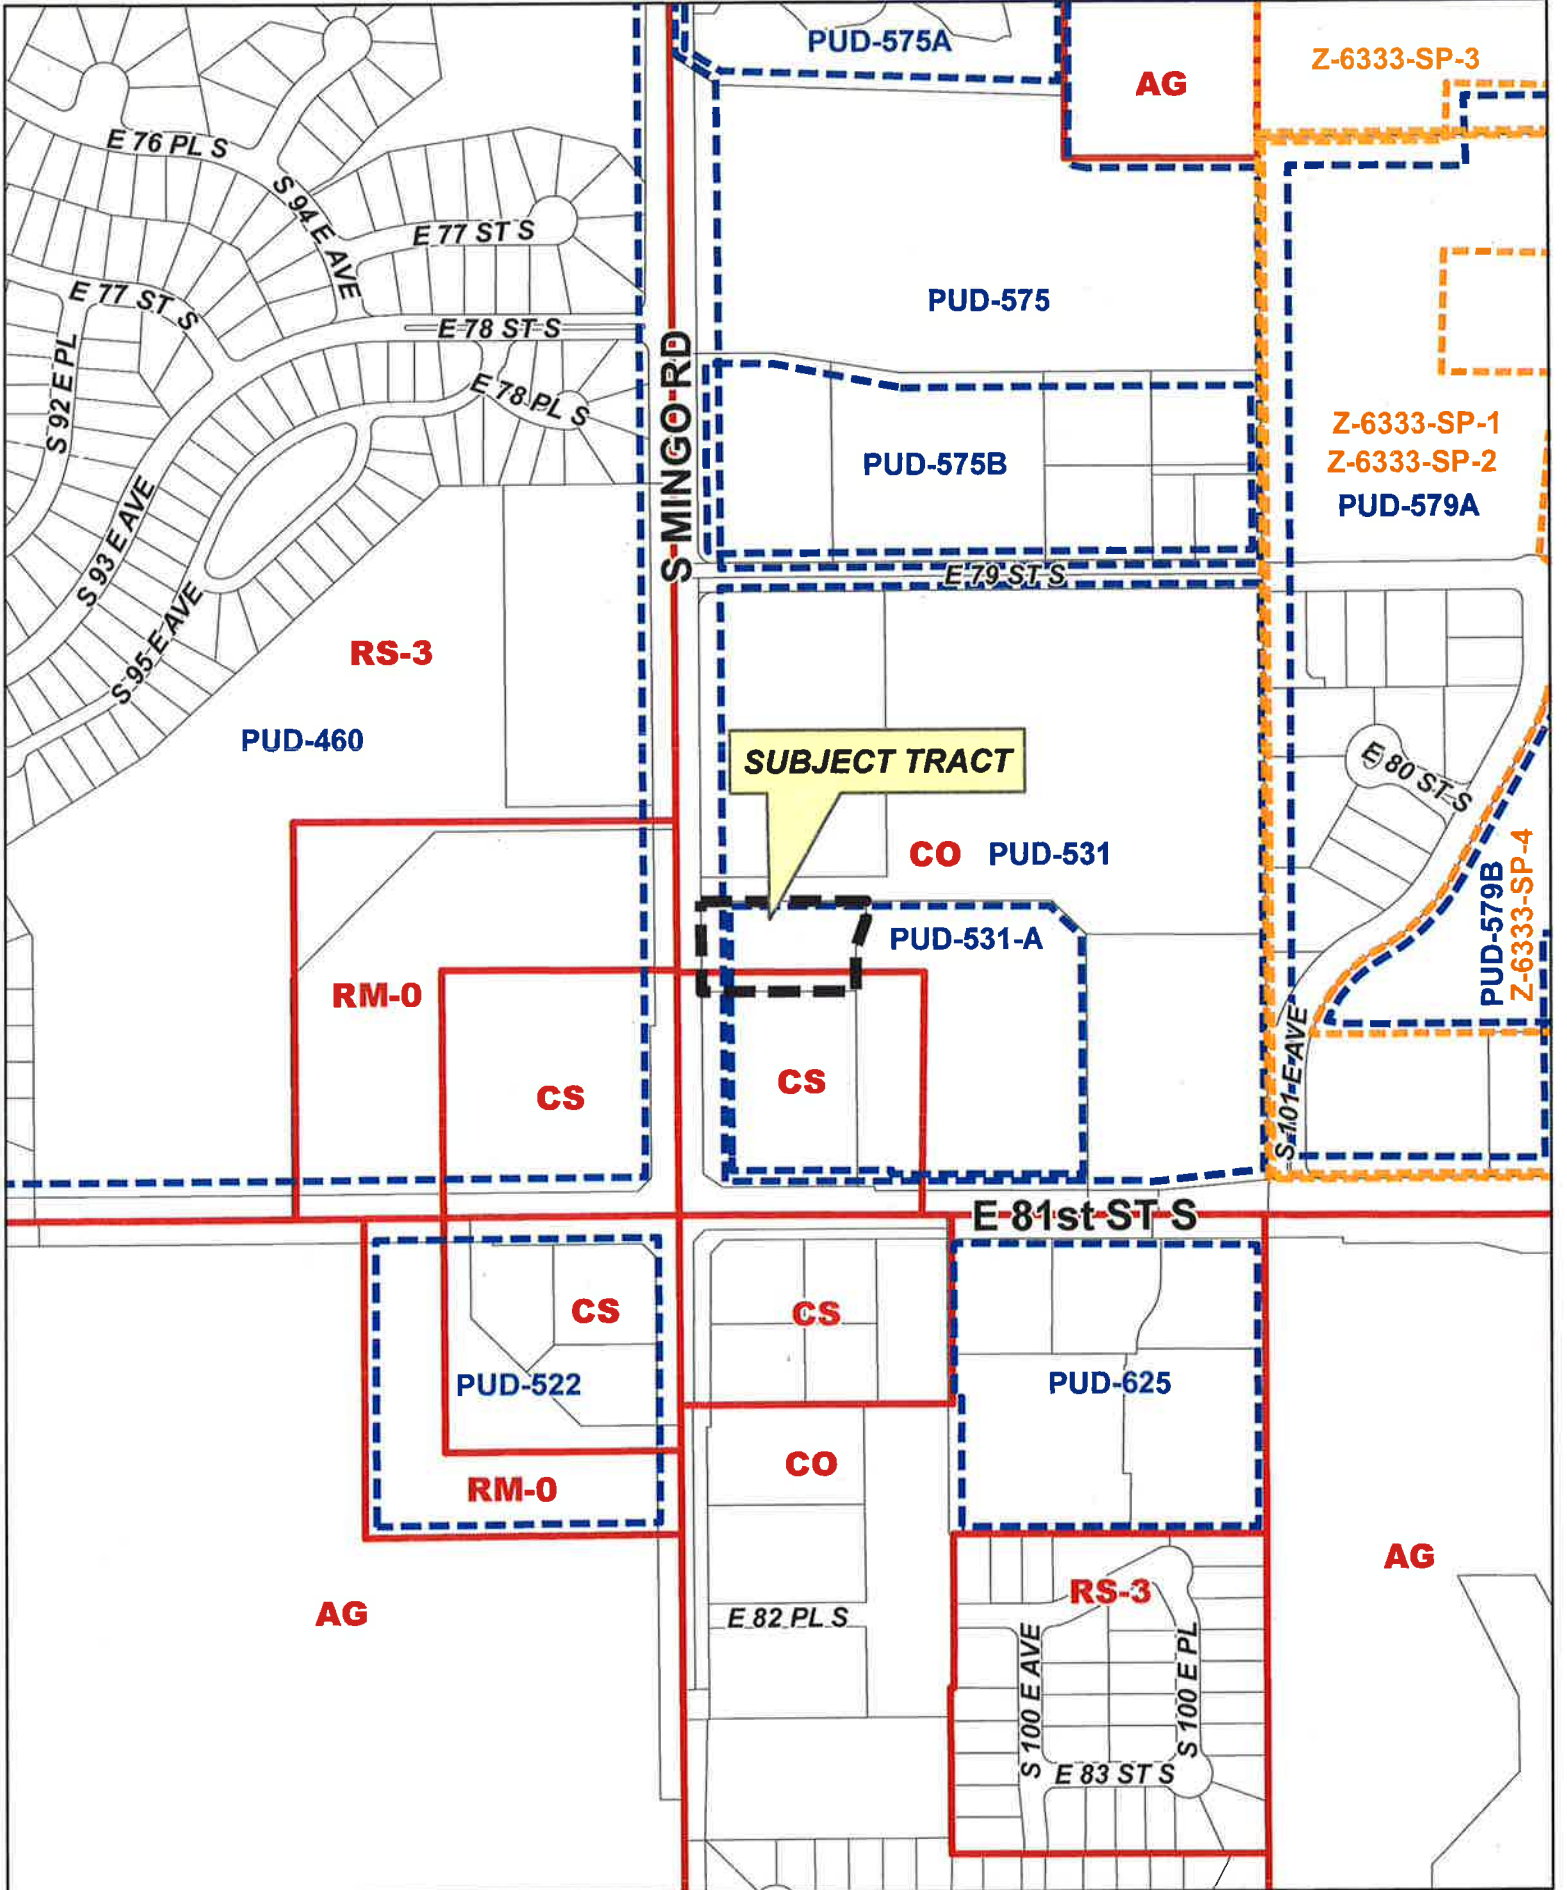 PUD-575A
Z-6333-SP-3
AG
E 76 PL S
S 94 E AVE
E 77 ST S
E 77 ST S
PUD-575
E 78 ST S
S 92 E PL
E 78 PL S
S MINGO RD
Z-6333-SP-1
Z-6333-SP-2
PUD-575B
PUD-579A
S 93 E AVE
E 79 ST S
S 95 E AVE
RS-3
PUD-460
SUBJECT TRACT
E 80 ST S
CO PUD-531
PUD-579B
Z-6333-SP-4
PUD-531-A
RM-0
CS
CS
S 101 E AVE
E 81st ST S
CS
CS
PUD-522
PUD-625
CO
RM-0
AG
RS-3
AG
E 82 PL S
S 100 E AVE
S 100 E PL
E 83 ST S